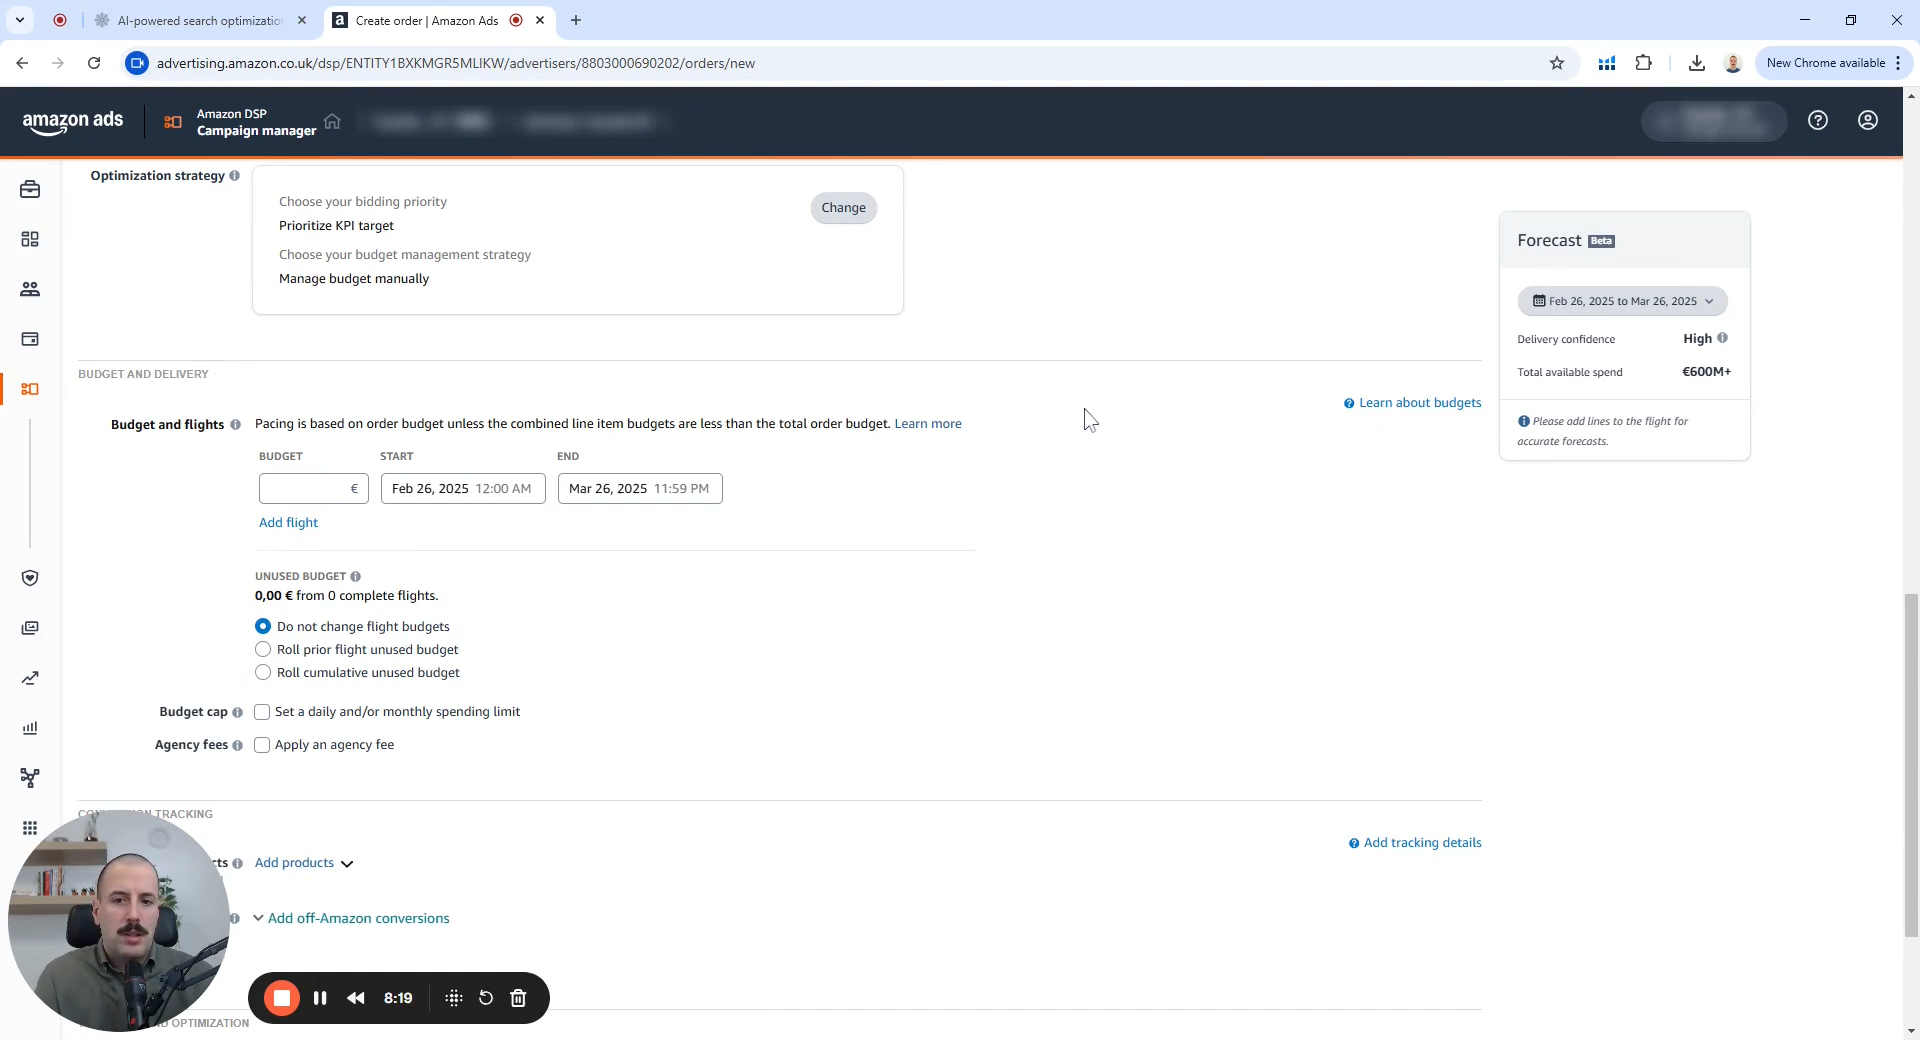 AI-powered search optimizatio
Create order | Amazon Ads
advertising.amazon.co.uk/dsp/ENTITY1BXKMGR5MLIKW/advertisers/8803000690202/orders/new
New Chrome available
amazon ads
Amazon DSP
Campaign manager
Optimization strategy
Choose your bidding priority
Prioritize KPI target
Change
Choose your budget management strategy
Manage budget manually
Forecast Beta
Feb 26, 2025 to Mar 26, 2025
Delivery confidence High
Total available spend €600M+
Please add lines to the flight for
accurate forecasts.
BUDGET AND DELIVERY
Learn about budgets
Budget and flights Pacing is based on order budget unless the combined line item budgets are less than the total order budget. Learn more
BUDGET START END
€ Feb 26, 2025 12:00 AM Mar 26, 2025 11:59 PM
Add flight
UNUSED BUDGET
0,00 € from 0 complete flights.
Do not change flight budgets
Roll prior flight unused budget
Roll cumulative unused budget
Budget cap Set a daily and/or monthly spending limit
Agency fees Apply an agency fee
TRACKING
Add tracking details
cts Add products
Add off-Amazon conversions
8:19
D OPTIMIZATION